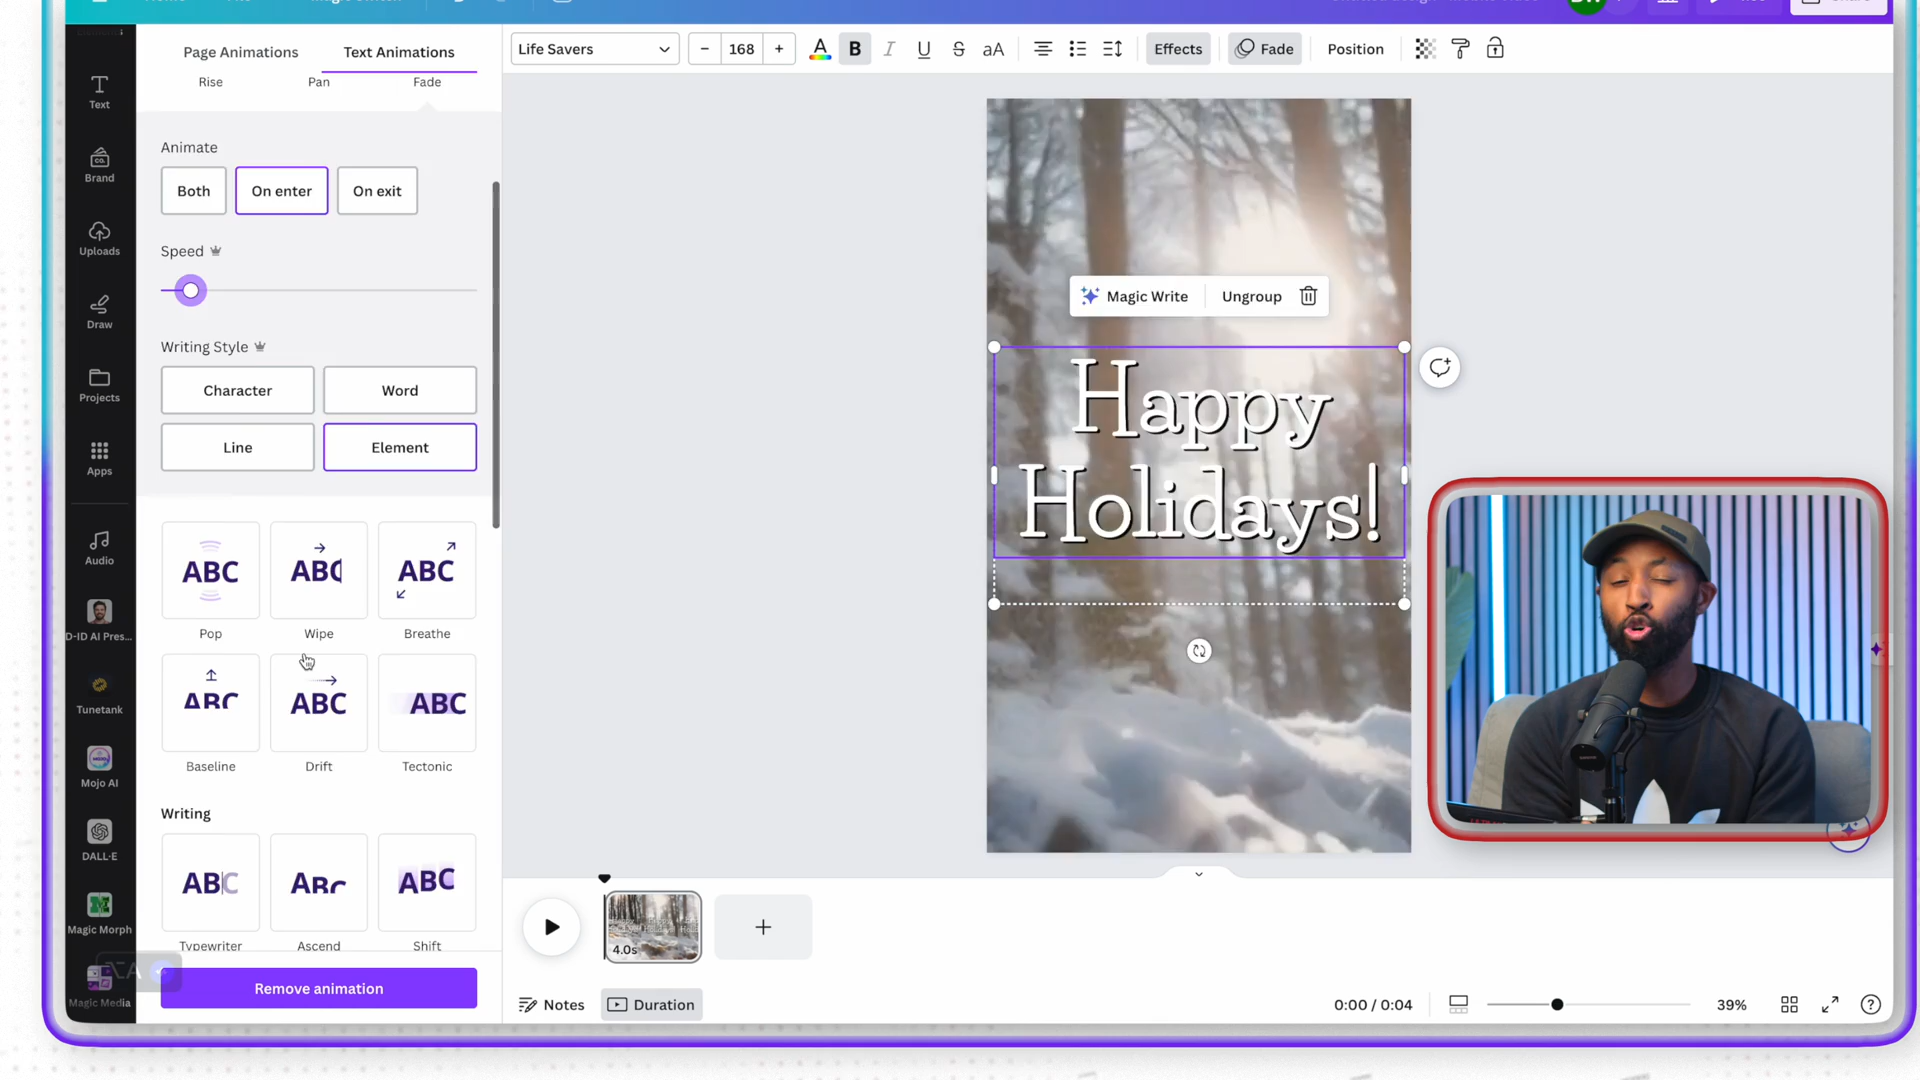 Page Animations
Text Animations
Life Savers
168
A
B
I
U
S
aA
Effects
Fade
Position
Rise
Pan
Fade
Text
Brand
Uploads
Draw
Projects
Apps
Audio
D-ID AI Pres...
Tunetank
Mojo AI
DALL·E
Magic Morph
Magic Media
Animate
Both
On enter
On exit
Speed
Writing Style
Character
Word
Line
Element
ABC
ABC
ABC
Pop
Wipe
Breathe
ABC
ABC
ABC
Baseline
Drift
Tectonic
Writing
ABC
ABC
ABC
Typewriter
Ascend
Shift
Remove animation
Magic Write
Ungroup
Happy
Holidays!
4.0s
Notes
Duration
0:00 / 0:04
39%